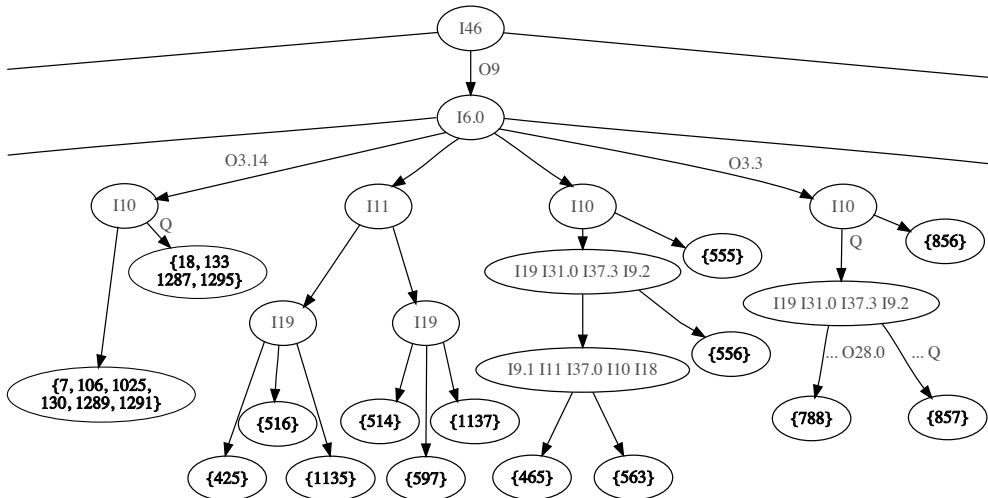 I46
O9
I6.0
O3.14
O3.3
I10
I11
I10
I10
Q
{18, 133
1287, 1295}
{555}
Q
{856}
I19 I31.0 I37.3 I9.2
I19 I31.0 I37.3 I9.2
I19
I19
{556}
... O28.0
... Q
I9.1 I11 I37.0 I10 I18
{7, 106, 1025,
130, 1289, 1291}
{516}
{514}
{1137}
{788}
{857}
{425}
{1135}
{597}
{465}
{563}